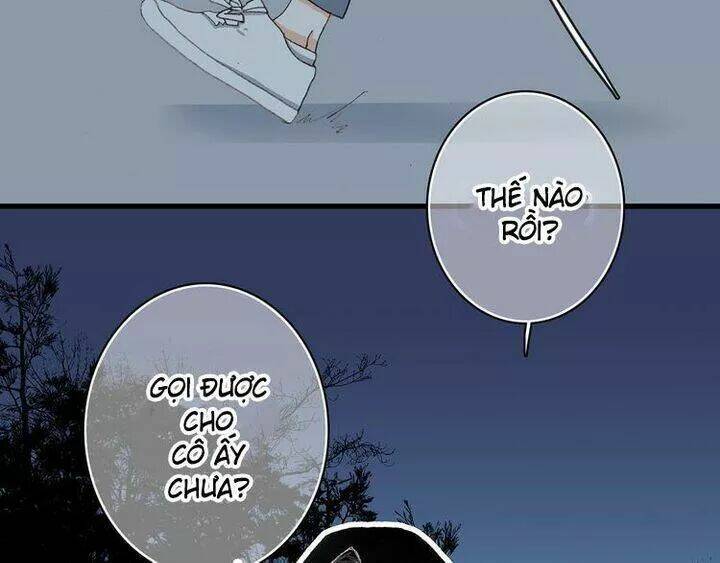 THẾ NÀO
RỒI?
GỌI ĐƯỢC
CHO
CÔ ẤY
CHƯA?